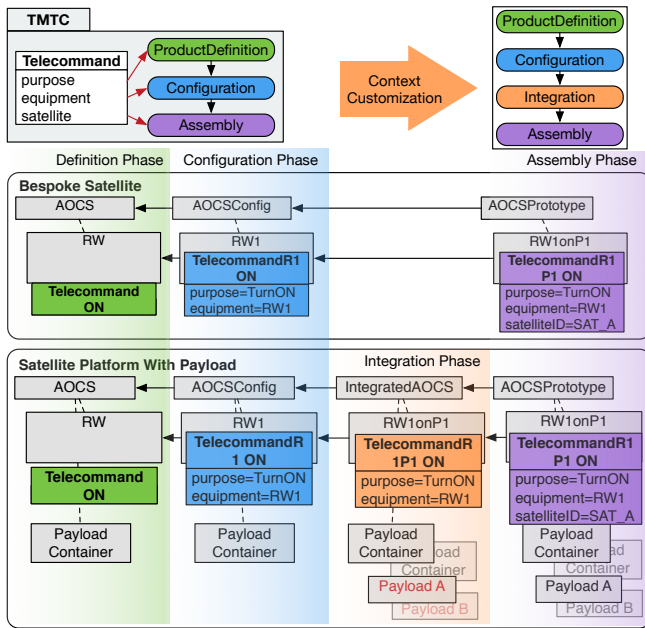 TMTC
Telecommand
purpose
equipment
satellite
ProductDefinition
Configuration
Assembly
Context
Customization
ProductDefinition
Configuration
Integration
Assembly
Definition Phase
Configuration Phase
Assembly Phase
Bespoke Satellite
AOCS
AOCSConfig
AOCSPrototype
RW
RW1
RW1onP1
Telecommand
ON
TelecommandR1
ON
purpose=TurnON
equipment=RW1
TelecommandR1
P1 ON
purpose=TurnON
equipment=RW1
satelliteID=SAT_A
Satellite Platform With Payload
Integration Phase
AOCS
AOCSConfig
IntegratedAOCS
AOCSPrototype
RW
RW1
RW1onP1
RW1onP1
Telecommand
ON
TelecommandR
1 ON
purpose=TurnON
equipment=RW1
TelecommandR
1P1 ON
purpose=TurnON
equipment=RW1
TelecommandR1
P1 ON
purpose=TurnON
equipment=RW1
satelliteID=SAT_A
Payload
Container
Payload
Container
Payload
Container
Payload
Container
Payload A
Payload B
Payload
Container
Container
Payload A
Payload B